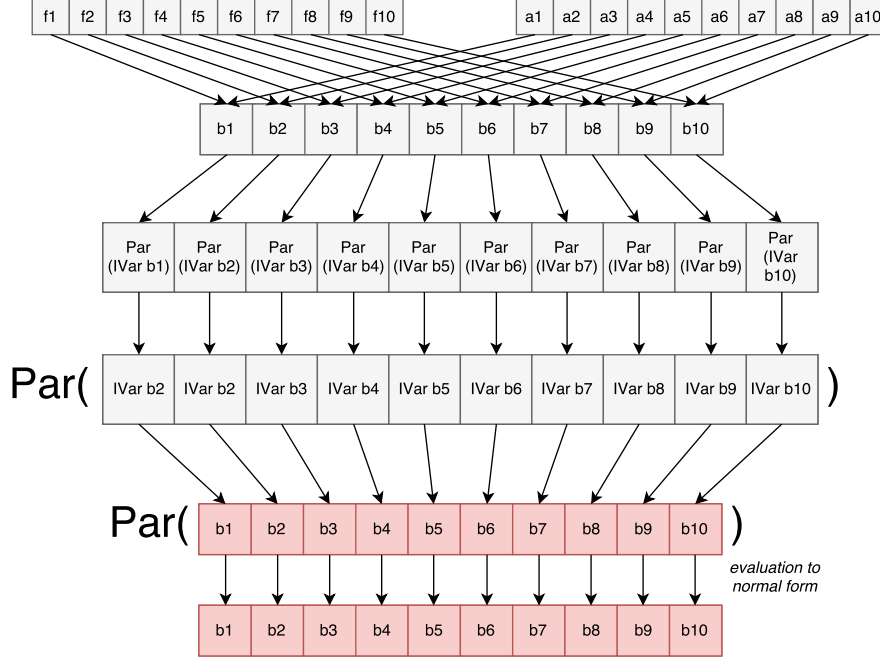 f1 f2 f3 f4 f5 f6 f7 f8 f9 f10 a1 a2 a3 a4 a5 a6 a7 a8 a9 a10
b1 b2 b3 b4 b5 b6 b7 b8 b9 b10
Par (IVar b1) Par (IVar b2) Par (IVar b3) Par (IVar b4) Par (IVar b5) Par (IVar b6) Par (IVar b7) Par (IVar b8) Par (IVar b9) Par (IVar b10)
Par( IVar b2 IVar b2 IVar b3 IVar b4 IVar b5 IVar b6 IVar b7 IVar b8 IVar b9 IVar b10 )
Par( b1 b2 b3 b4 b5 b6 b7 b8 b9 b10 )
evaluation to
normal form
b1 b2 b3 b4 b5 b6 b7 b8 b9 b10